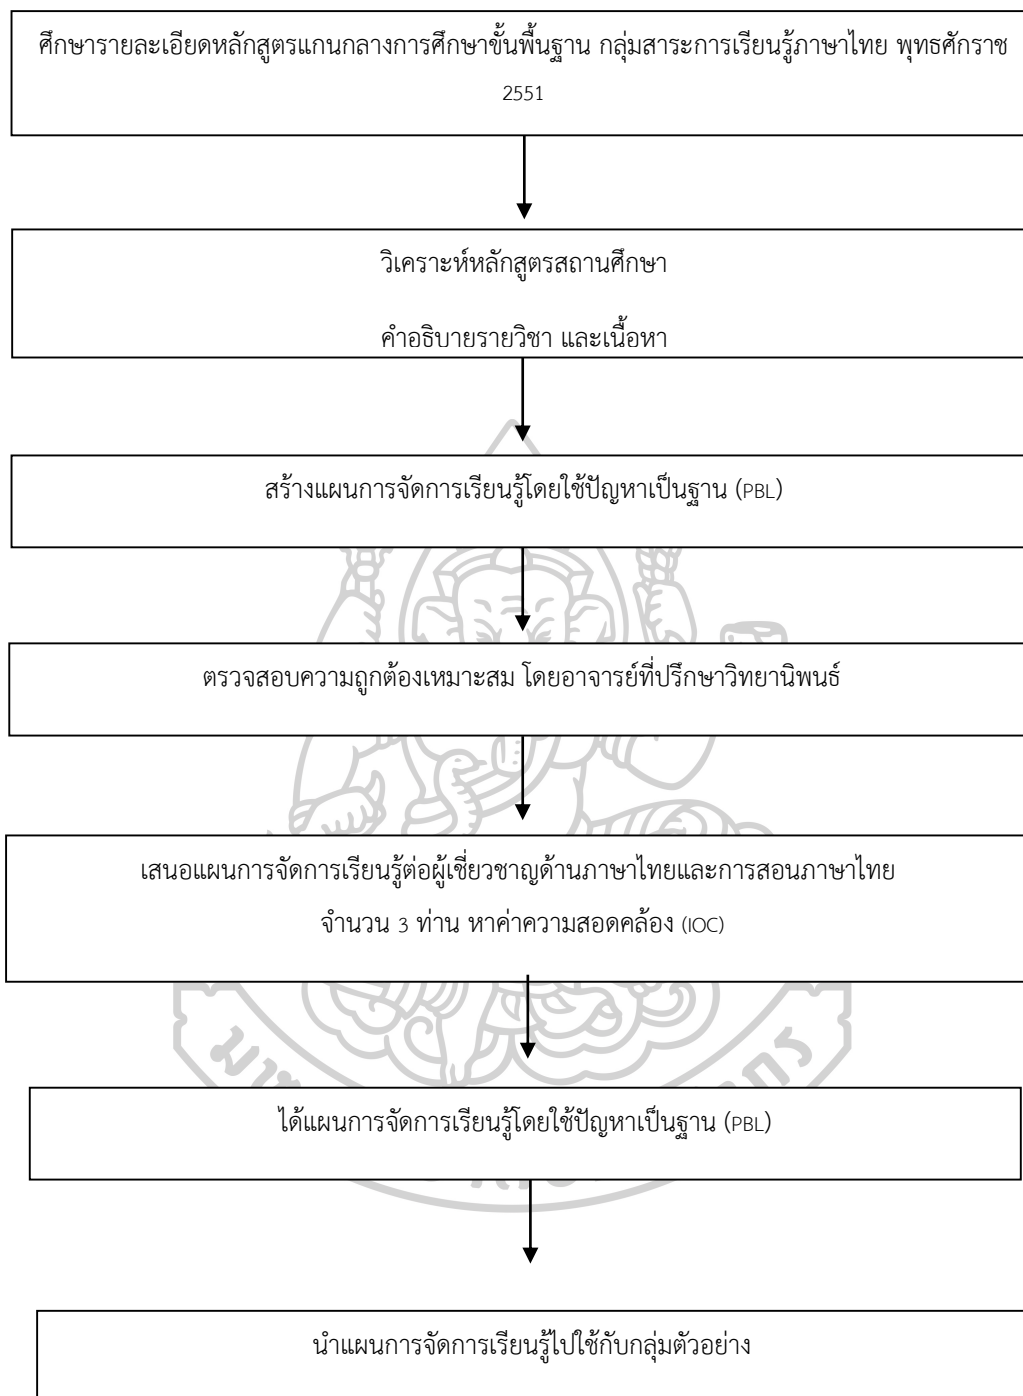 ศึกษารายละเอียดหลักสูตรแกนกลางการศึกษาขั้นพื้นฐาน กลุ่มสาระการเรียนรู้ภาษาไทย พุทธศักราช
2551
วิเคราะห์หลักสูตรสถานศึกษา
คำอธิบายรายวิชา และเนื้อหา
สร้างแผนการจัดการเรียนรู้โดยใช้ปัญหาเป็นฐาน (PBL)
ตรวจสอบความถูกต้องเหมาะสม โดยอาจารย์ที่ปรึกษาวิทยานิพนธ์
เสนอแผนการจัดการเรียนรู้ต่อผู้เชี่ยวชาญด้านภาษาไทยและการสอนภาษาไทย
จำนวน 3 ท่าน หาค่าความสอดคล้อง (IOC)
ได้แผนการจัดการเรียนรู้โดยใช้ปัญหาเป็นฐาน (PBL)
นำแผนการจัดการเรียนรู้ไปใช้กับกลุ่มตัวอย่าง